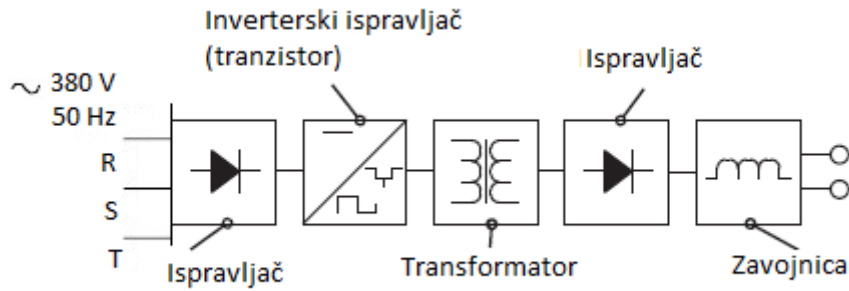 Inverterski ispravljač
(tranzistor)
Ispravljač
~ 380 V
50 Hz
R
S
T
Ispravljač
Transformator
Zavojnica